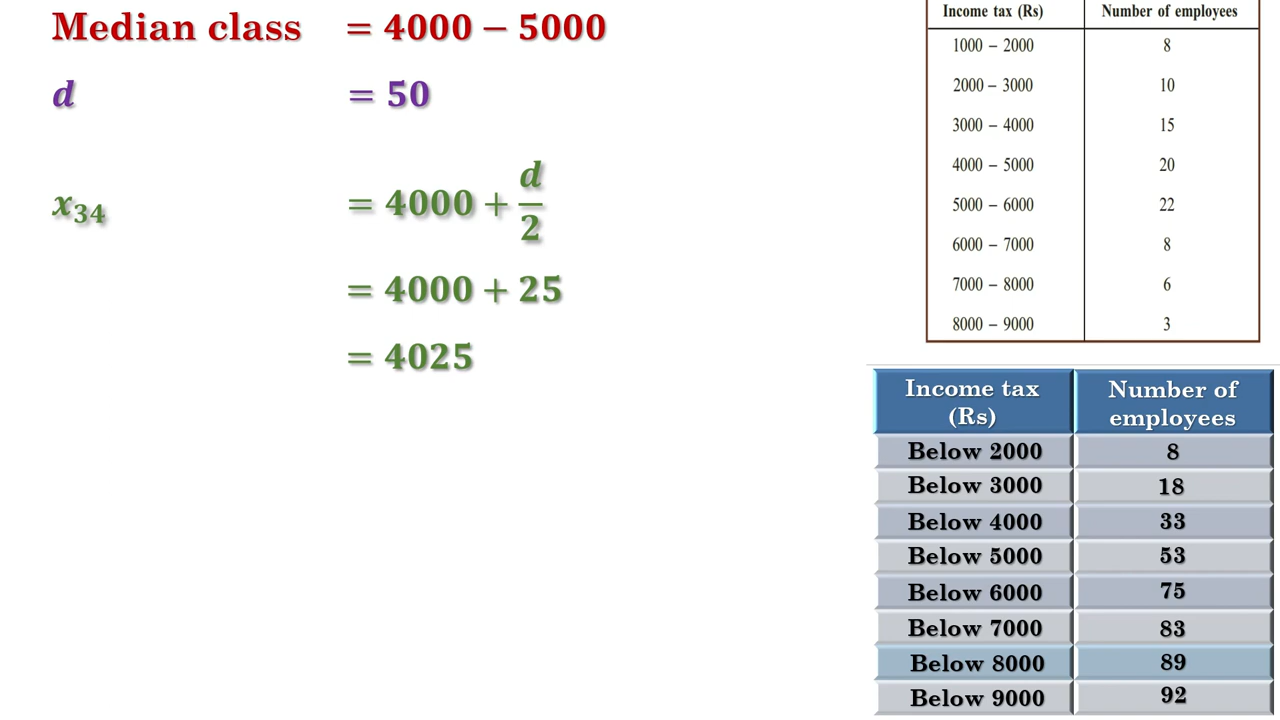 Median class = 4000 − 5000
d = 50
x₃₄ = 4000 + d/2
= 4000 + 25
= 4025
Income tax (Rs) Number of employees
1000 – 2000 8
2000 – 3000 10
3000 – 4000 15
4000 – 5000 20
5000 – 6000 22
6000 – 7000 8
7000 – 8000 6
8000 – 9000 3
Income tax (Rs) Number of employees
Below 2000 8
Below 3000 18
Below 4000 33
Below 5000 53
Below 6000 75
Below 7000 83
Below 8000 89
Below 9000 92